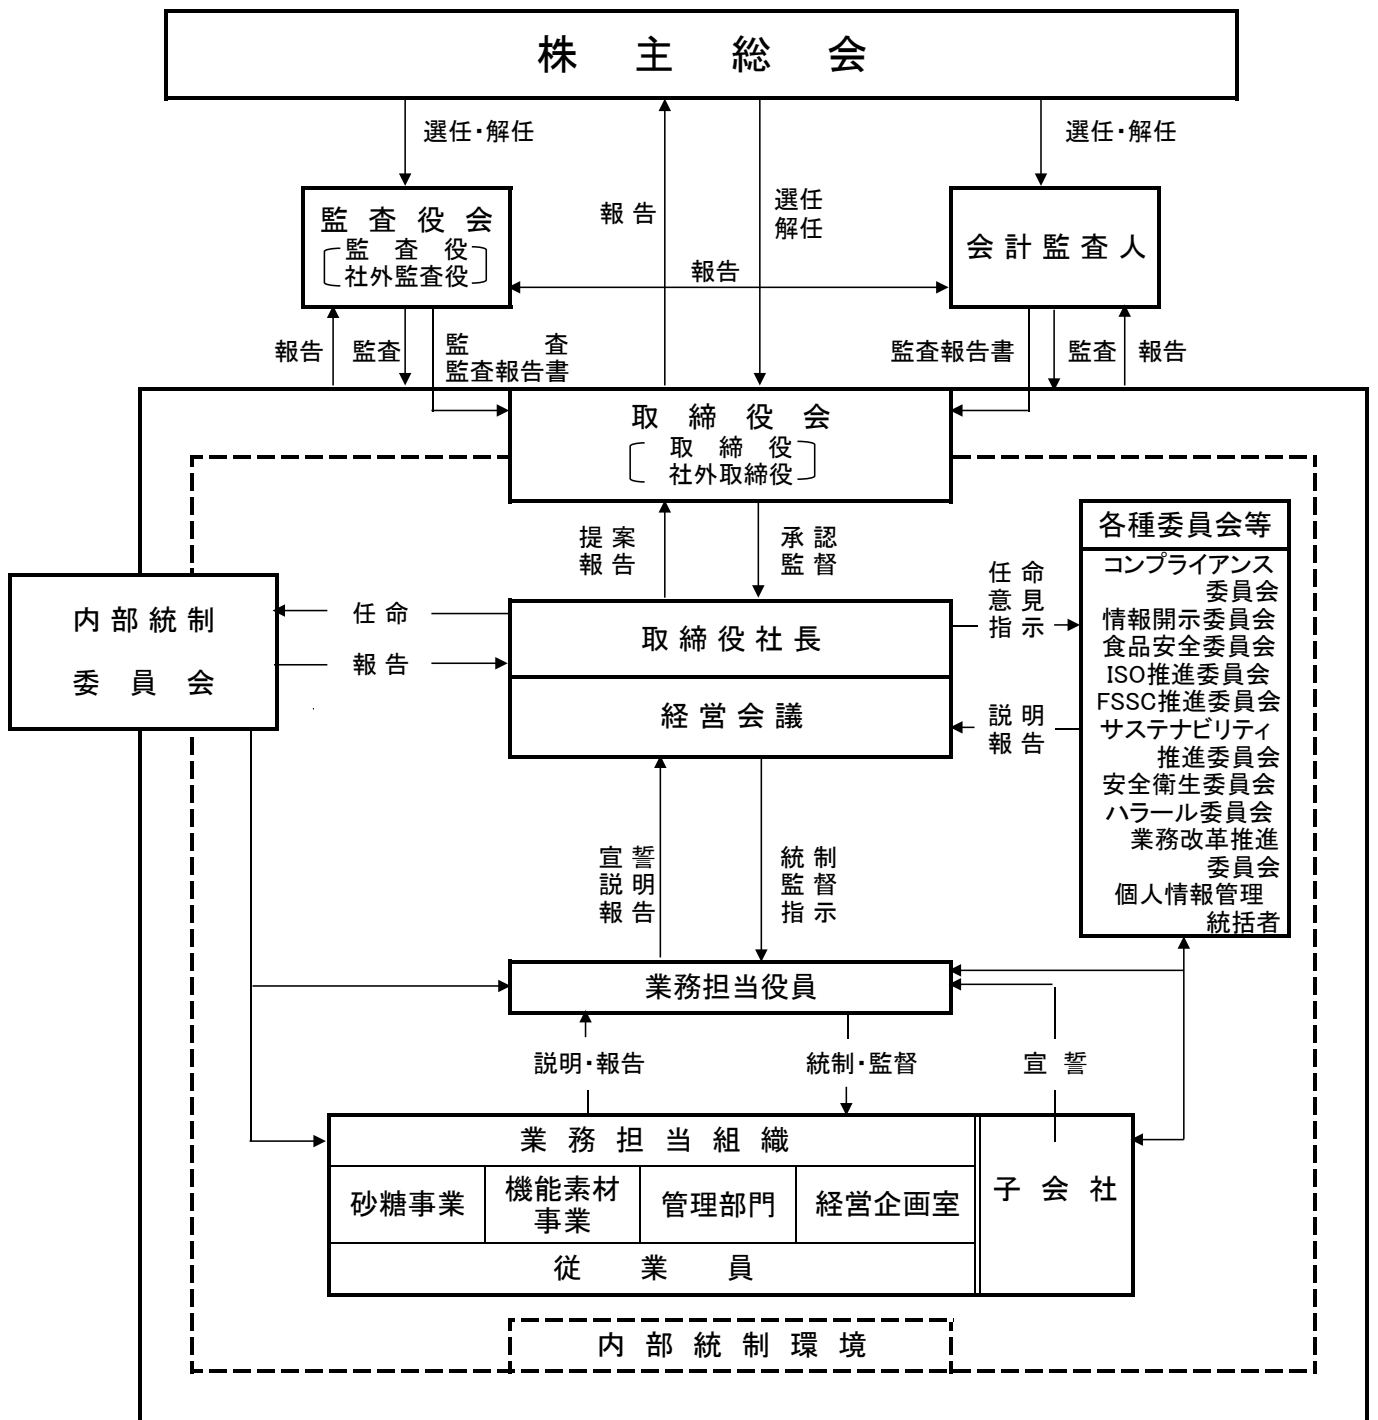 株主総会
選任・解任
選任・解任
報告
選任
解任
監査役会
監査役
社外監査役
会計監査人
報告
報告
監査
監査
監査報告書
監査報告書
監査
報告
取締役会
取締役
社外取締役
提案
報告
承認
監督
各種委員会等
コンプライアンス
委員会
情報開示委員会
食品安全委員会
ISO推進委員会
FSSC推進委員会
サステナビリティ
推進委員会
安全衛生委員会
ハラール委員会
業務改革推進
委員会
個人情報管理
統括者
内部統制
委員会
任命
報告
取締役社長
経営会議
任命
意見
指示
説明
報告
宣誓
説明
報告
統制
監督
指示
業務担当役員
説明・報告
統制・監督
宣誓
業務担当組織
砂糖事業
機能素材
事業
管理部門
経営企画室
子会社
従業員
内部統制環境